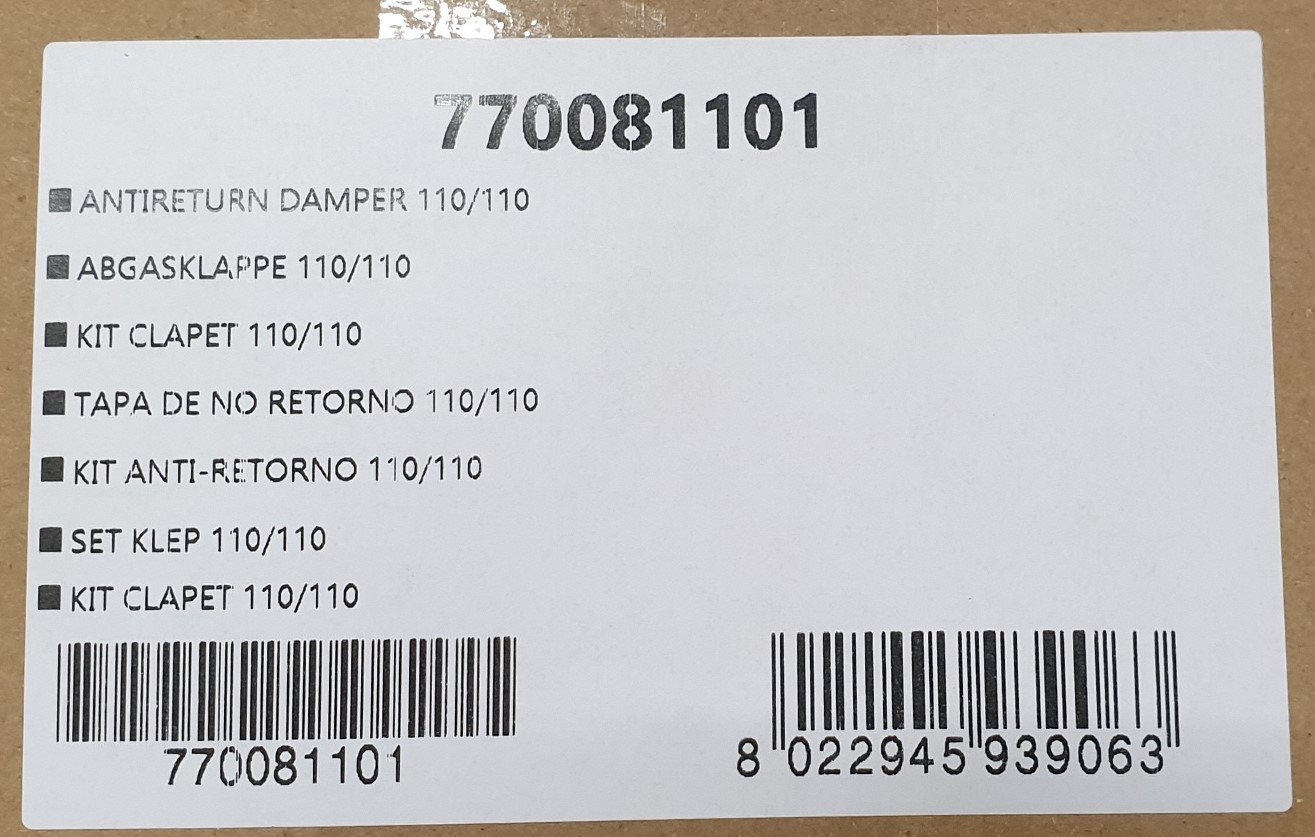 770081101
■ ANTIRETURN DAMPER 110/110
■ ABGASKLAPPE 110/110
■ KIT CLAPET 110/110
■ TAPA DE NO RETORNO 110/110
■ KIT ANTI-RETORNO 110/110
■ SET KLEP 110/110
■ KIT CLAPET 110/110
770081101
8 022945 939063